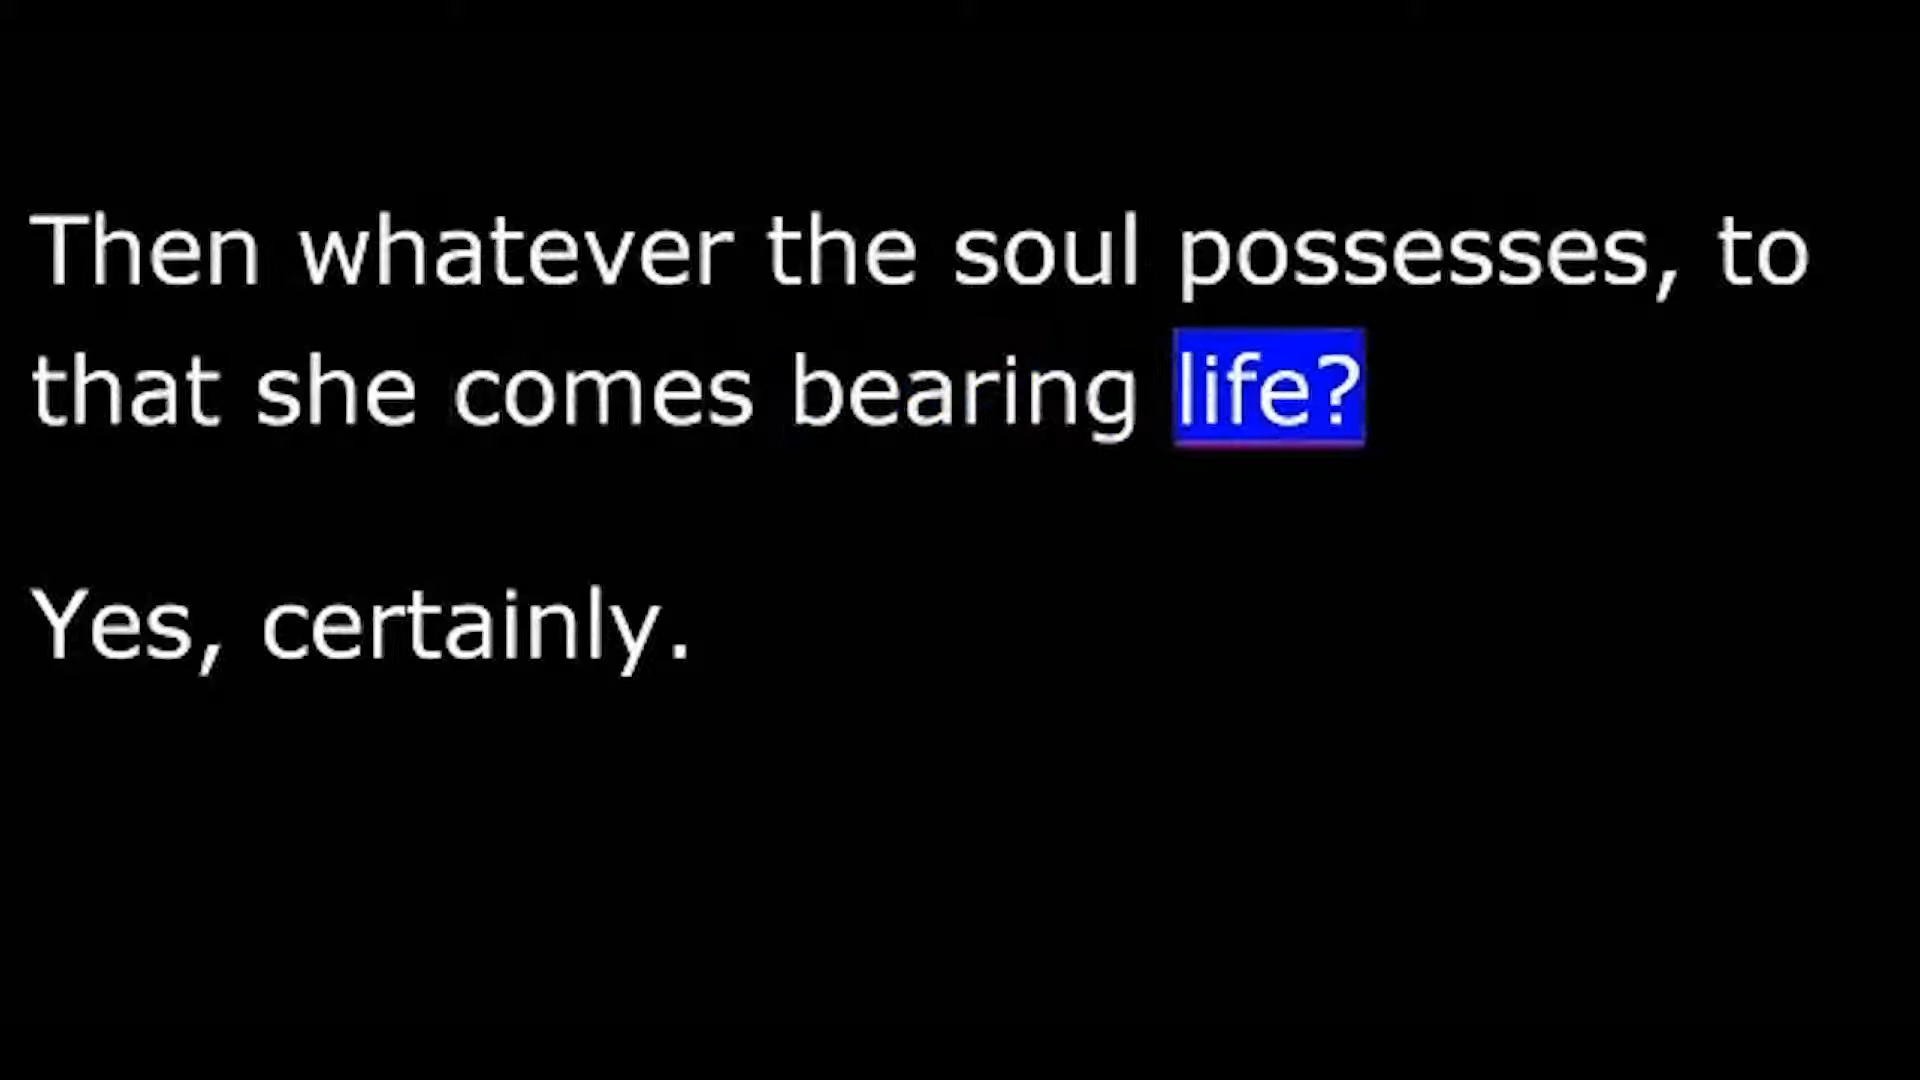 Then whatever the soul possesses, to
that she comes bearing life?
Yes, certainly.